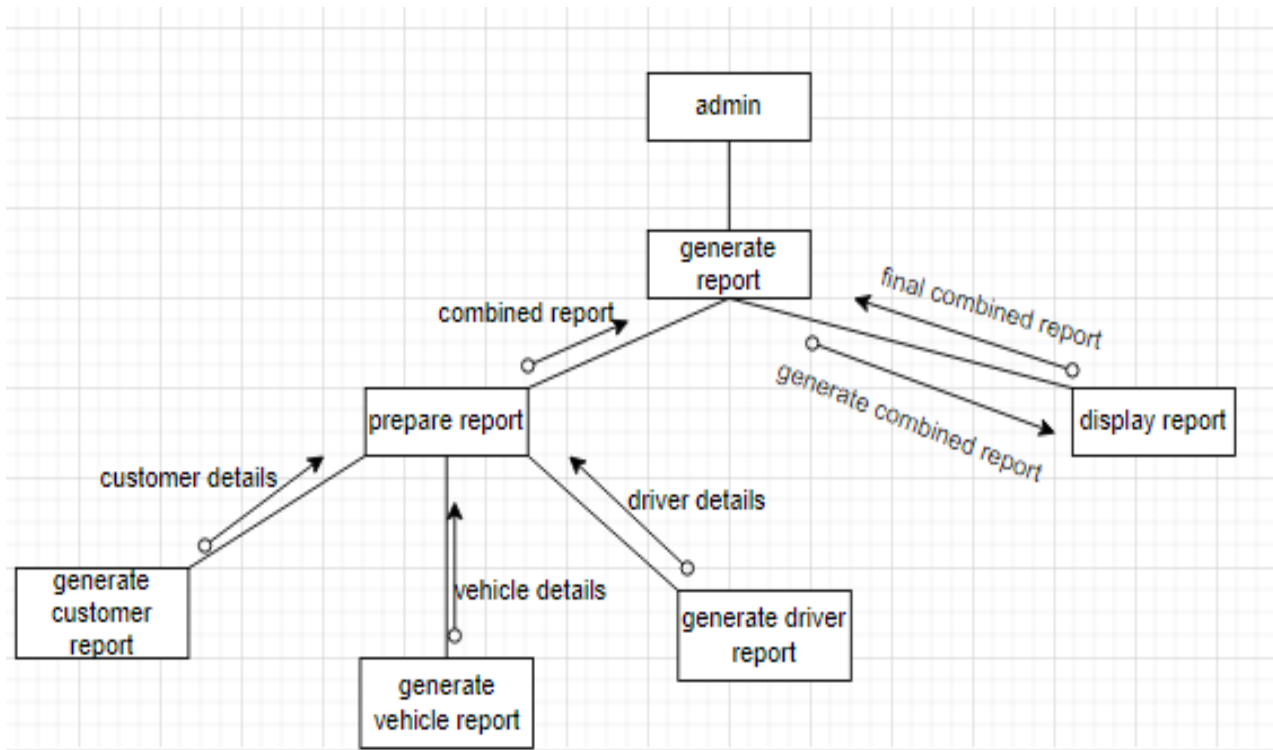 admin
generate
report
combined report
final combined report
generate combined report
prepare report
display report
customer details
driver details
generate
customer
report
vehicle details
generate driver
report
generate
vehicle report